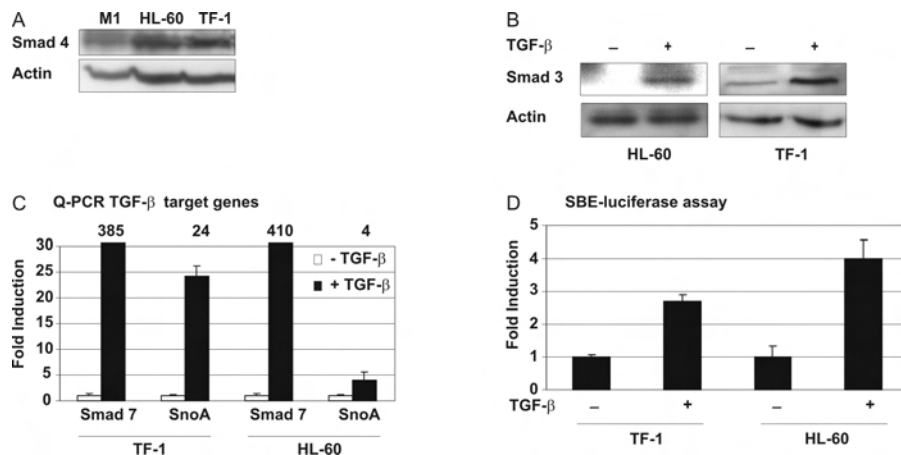 A
M1 HL-60 TF-1
Smad 4
Actin
B
TGF-β – + – +
Smad 3
Actin
HL-60 TF-1
C Q-PCR TGF-β target genes
385 24 410 4
Fold Induction
30
25
20
15
10
5
0
- TGF-β
+ TGF-β
Smad 7 SnoA Smad 7 SnoA
TF-1 HL-60
D SBE-luciferase assay
Fold Induction
5
4
3
2
1
0
TGF-β – + – +
TF-1 HL-60